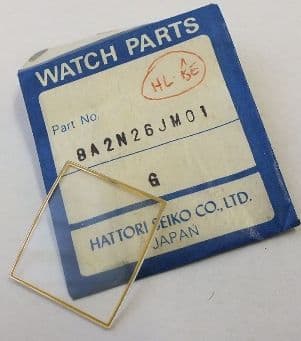 WATCH PARTS
HL·BE
Part No.
8A2N26JM01
G
HATTORI SEIKO CO., LTD.
JAPAN